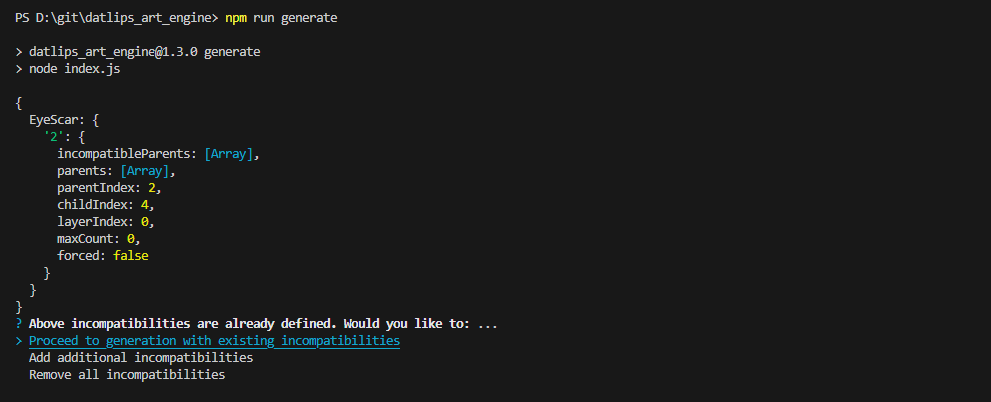 PS D:\git\datlips_art_engine> npm run generate
> datlips_art_engine@1.3.0 generate
> node index.js
{
  EyeScar: {
    '2': {
      incompatibleParents: [Array],
      parents: [Array],
      parentIndex: 2,
      childIndex: 4,
      layerIndex: 0,
      maxCount: 0,
      forced: false
    }
  }
}
? Above incompatibilities are already defined. Would you like to: ...
> Proceed to generation with existing incompatibilities
  Add additional incompatibilities
  Remove all incompatibilities